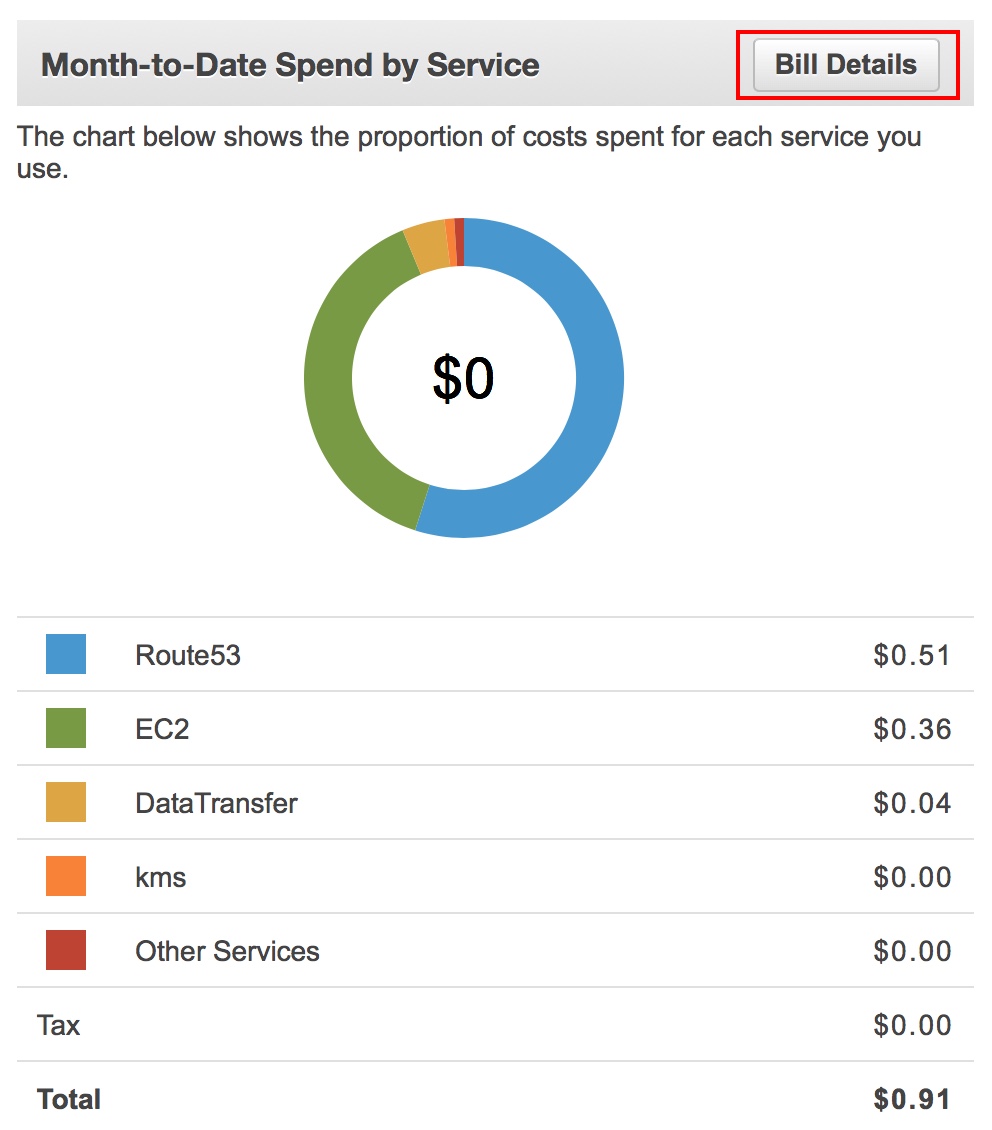 Month-to-Date Spend by Service
Bill Details
The chart below shows the proportion of costs spent for each service you
use.
$0
Route53 $0.51
EC2 $0.36
DataTransfer $0.04
kms $0.00
Other Services $0.00
Tax $0.00
Total $0.91